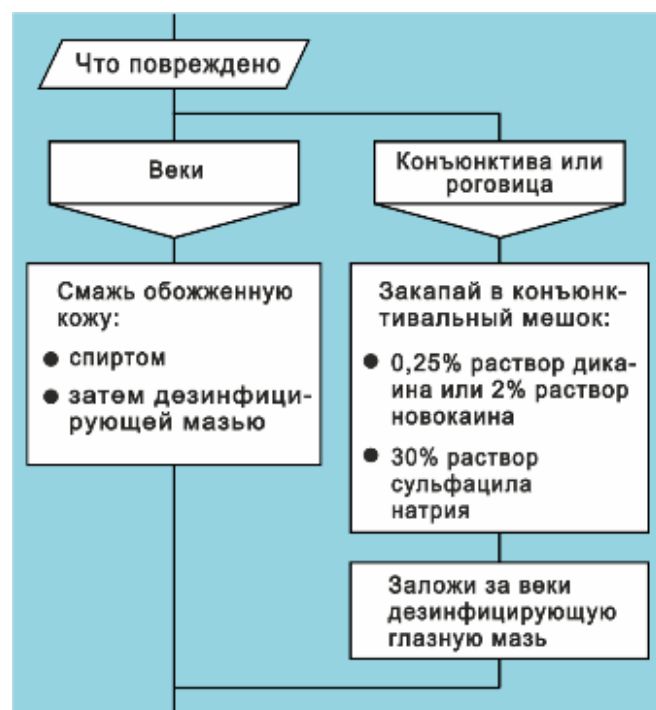 Что повреждено
Веки
Конъюнктива или
роговица
Смажь обожженную
кожу:
● спиртом
● затем дезинфици-
рующей мазью
Закапай в конъюнк-
тивальный мешок:
● 0,25% раствор дика-
ина или 2% раствор
новокаина
● 30% раствор
сульфацила
натрия
Заложи за веки
дезинфицирующую
глазную мазь